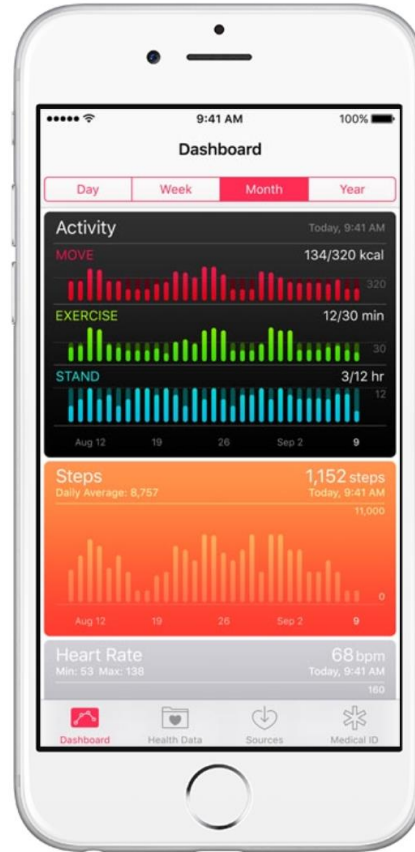 9:41 AM 100%
Dashboard
Day Week Month Year
Activity Today, 9:41 AM
MOVE 134/320 kcal
320
EXERCISE 12/30 min
30
STAND 3/12 hr
12
Aug 12 19 26 Sep 2 9
Steps 1,152 steps
Daily Average: 8,757 Today, 9:41 AM
11,000
0
Aug 12 19 26 Sep 2 9
Heart Rate 68 bpm
Min: 53 Max: 138 Today, 9:41 AM
160
Dashboard Health Data Sources Medical ID